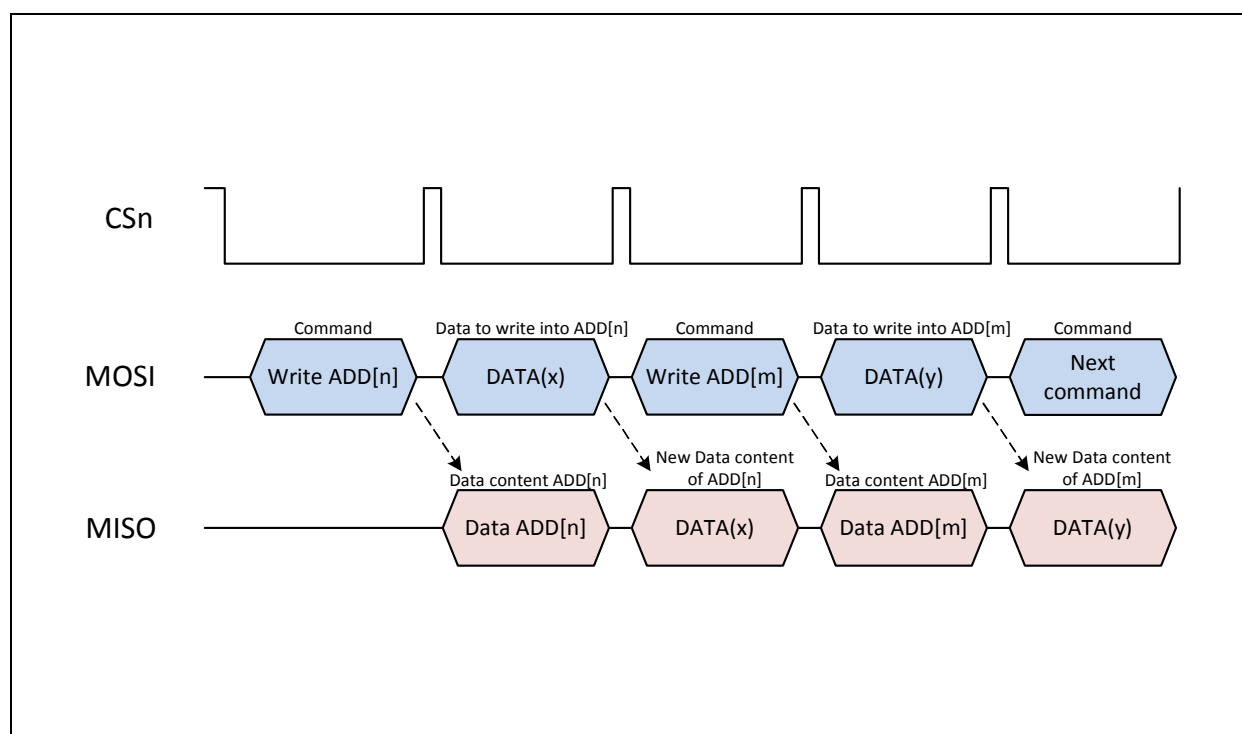 CSn
Command
Data to write into ADD[n]
Command
Data to write into ADD[m]
Command
MOSI
Write ADD[n]
DATA(x)
Write ADD[m]
DATA(y)
Next
command
Data content ADD[n]
New Data content
of ADD[n]
Data content ADD[m]
New Data content
of ADD[m]
MISO
Data ADD[n]
DATA(x)
Data ADD[m]
DATA(y)